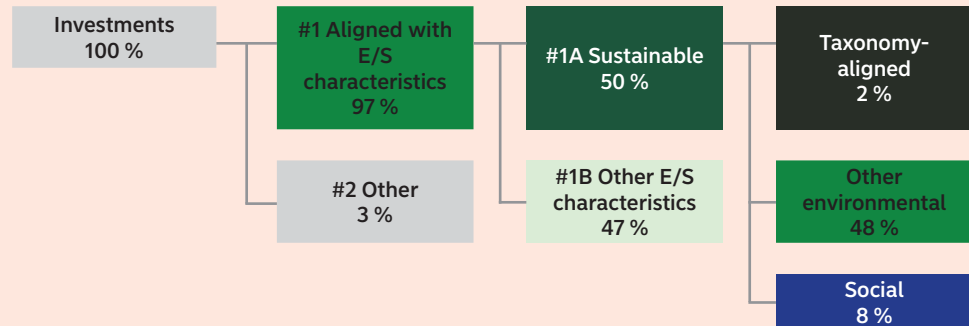 Investments
100 %
#1 Aligned with
E/S
characteristics
97 %
#2 Other
3 %
#1A Sustainable
50 %
#1B Other E/S
characteristics
47 %
Taxonomy-
aligned
2 %
Other
environmental
48 %
Social
8 %